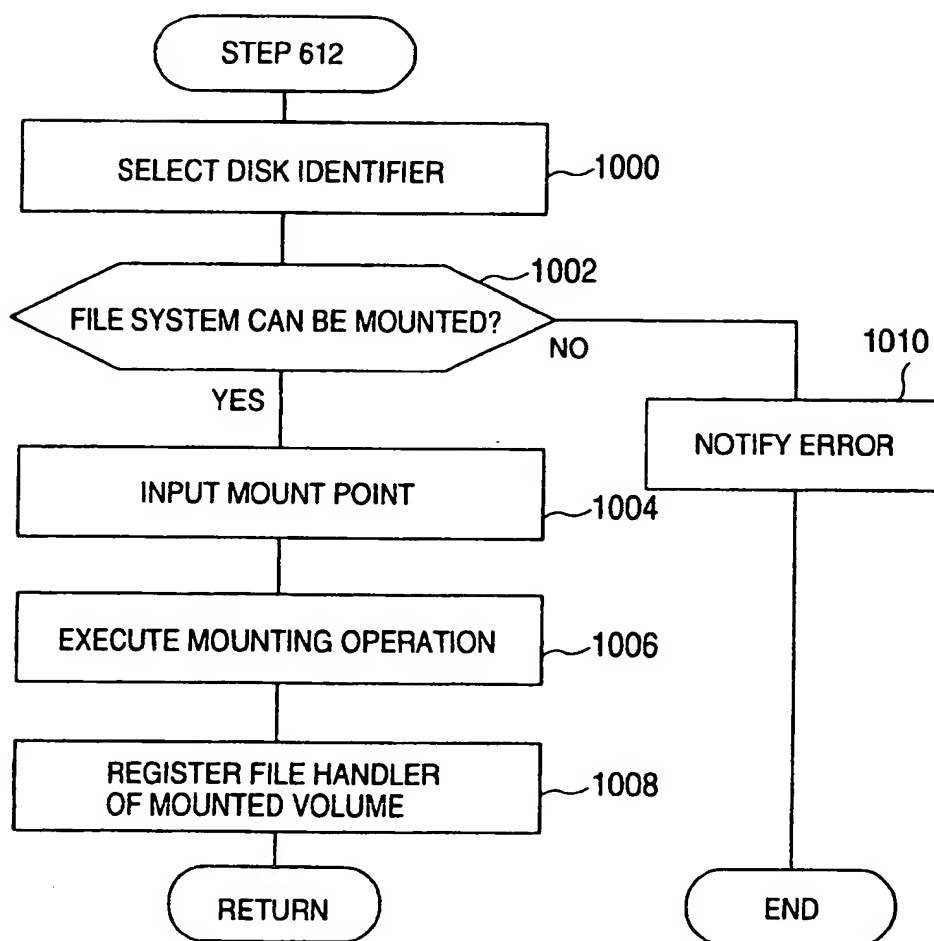 STEP 612
SELECT DISK IDENTIFIER
1000
1002
FILE SYSTEM CAN BE MOUNTED?
NO
1010
YES
NOTIFY ERROR
INPUT MOUNT POINT
1004
EXECUTE MOUNTING OPERATION
1006
REGISTER FILE HANDLER
OF MOUNTED VOLUME
1008
RETURN
END